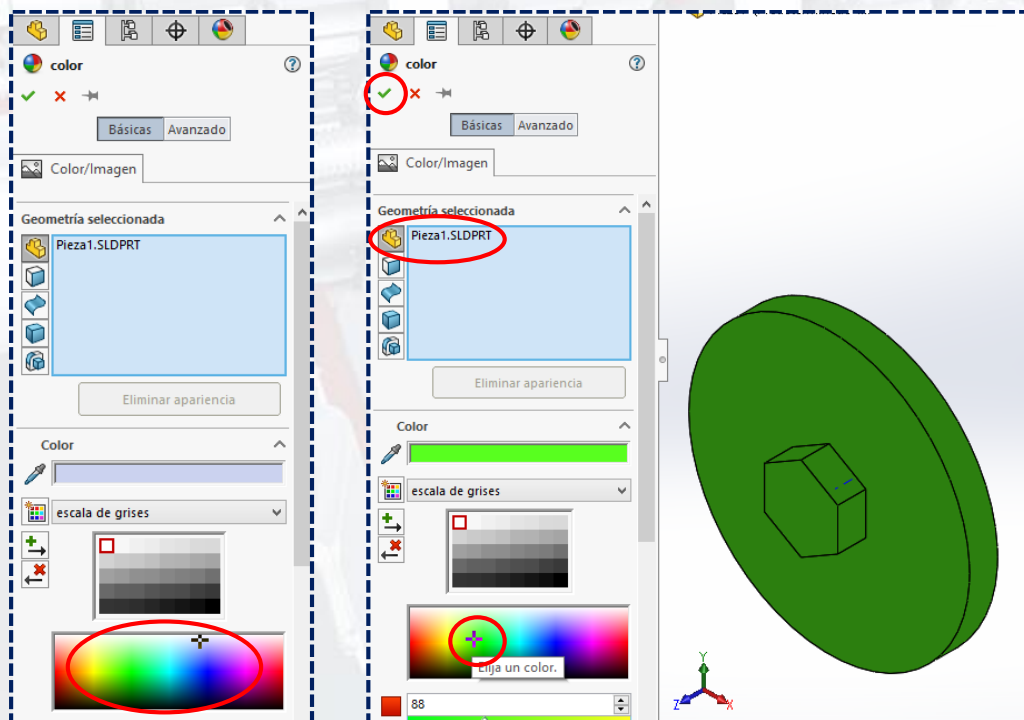 color
Básicas Avanzado
Color/Imagen
Geometría seleccionada
Pieza1.SLDPRT
Eliminar apariencia
Color
escala de grises
color
Básicas Avanzado
Color/Imagen
Geometría seleccionada
Pieza1.SLDPRT
Eliminar apariencia
Color
escala de grises
Elija un color.
88
Y
Z X